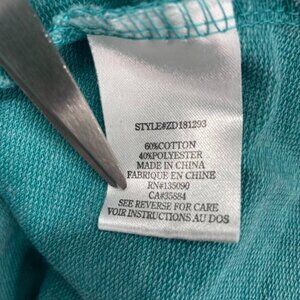 STYLE#ZD181293
60%COTTON
40%POLYESTER
MADE IN CHINA
FABRIQUE EN CHINE
RN#135090
CA#35884
SEE REVERSE FOR CARE
VOIR INSTRUCTIONS AU DOS